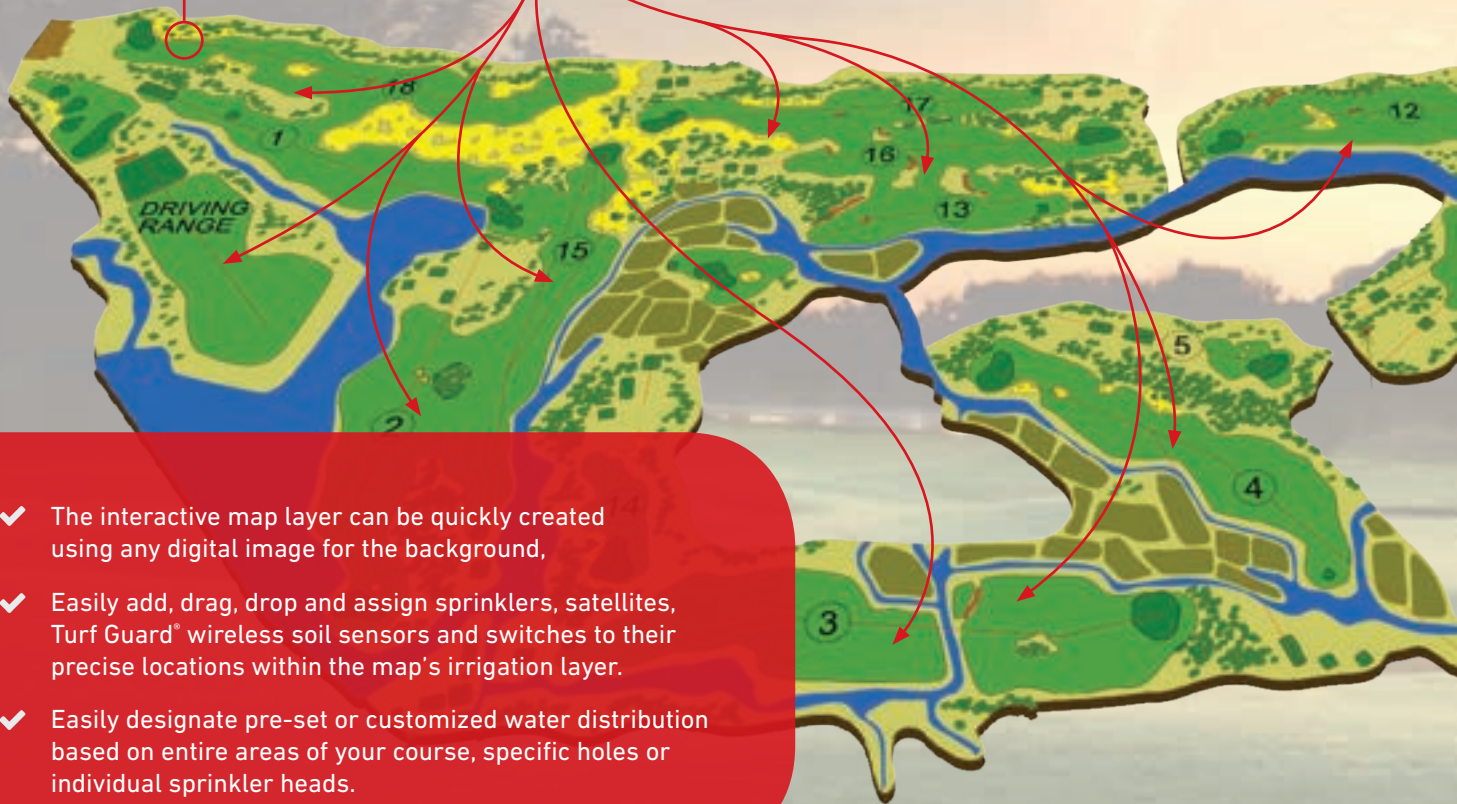 18
17
12
1
16
DRIVING
RANGE
13
15
5
2
4
14
3
The interactive map layer can be quickly created
using any digital image for the background,
Easily add, drag, drop and assign sprinklers, satellites,
Turf Guard® wireless soil sensors and switches to their
precise locations within the map’s irrigation layer.
Easily designate pre-set or customized water distribution
based on entire areas of your course, specific holes or
individual sprinkler heads.